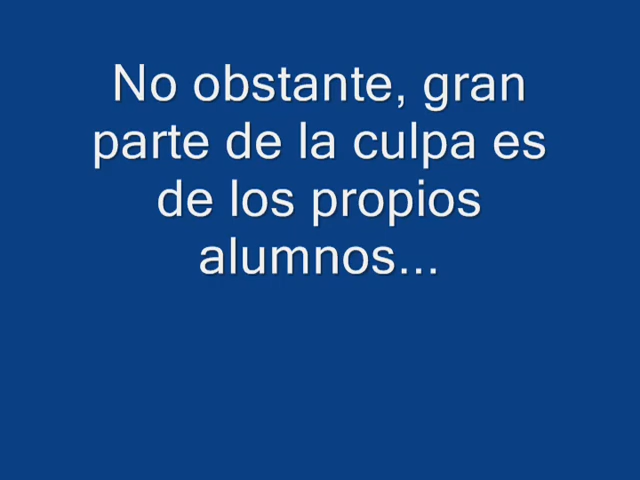 No obstante, gran
parte de la culpa es
de los propios
alumnos...